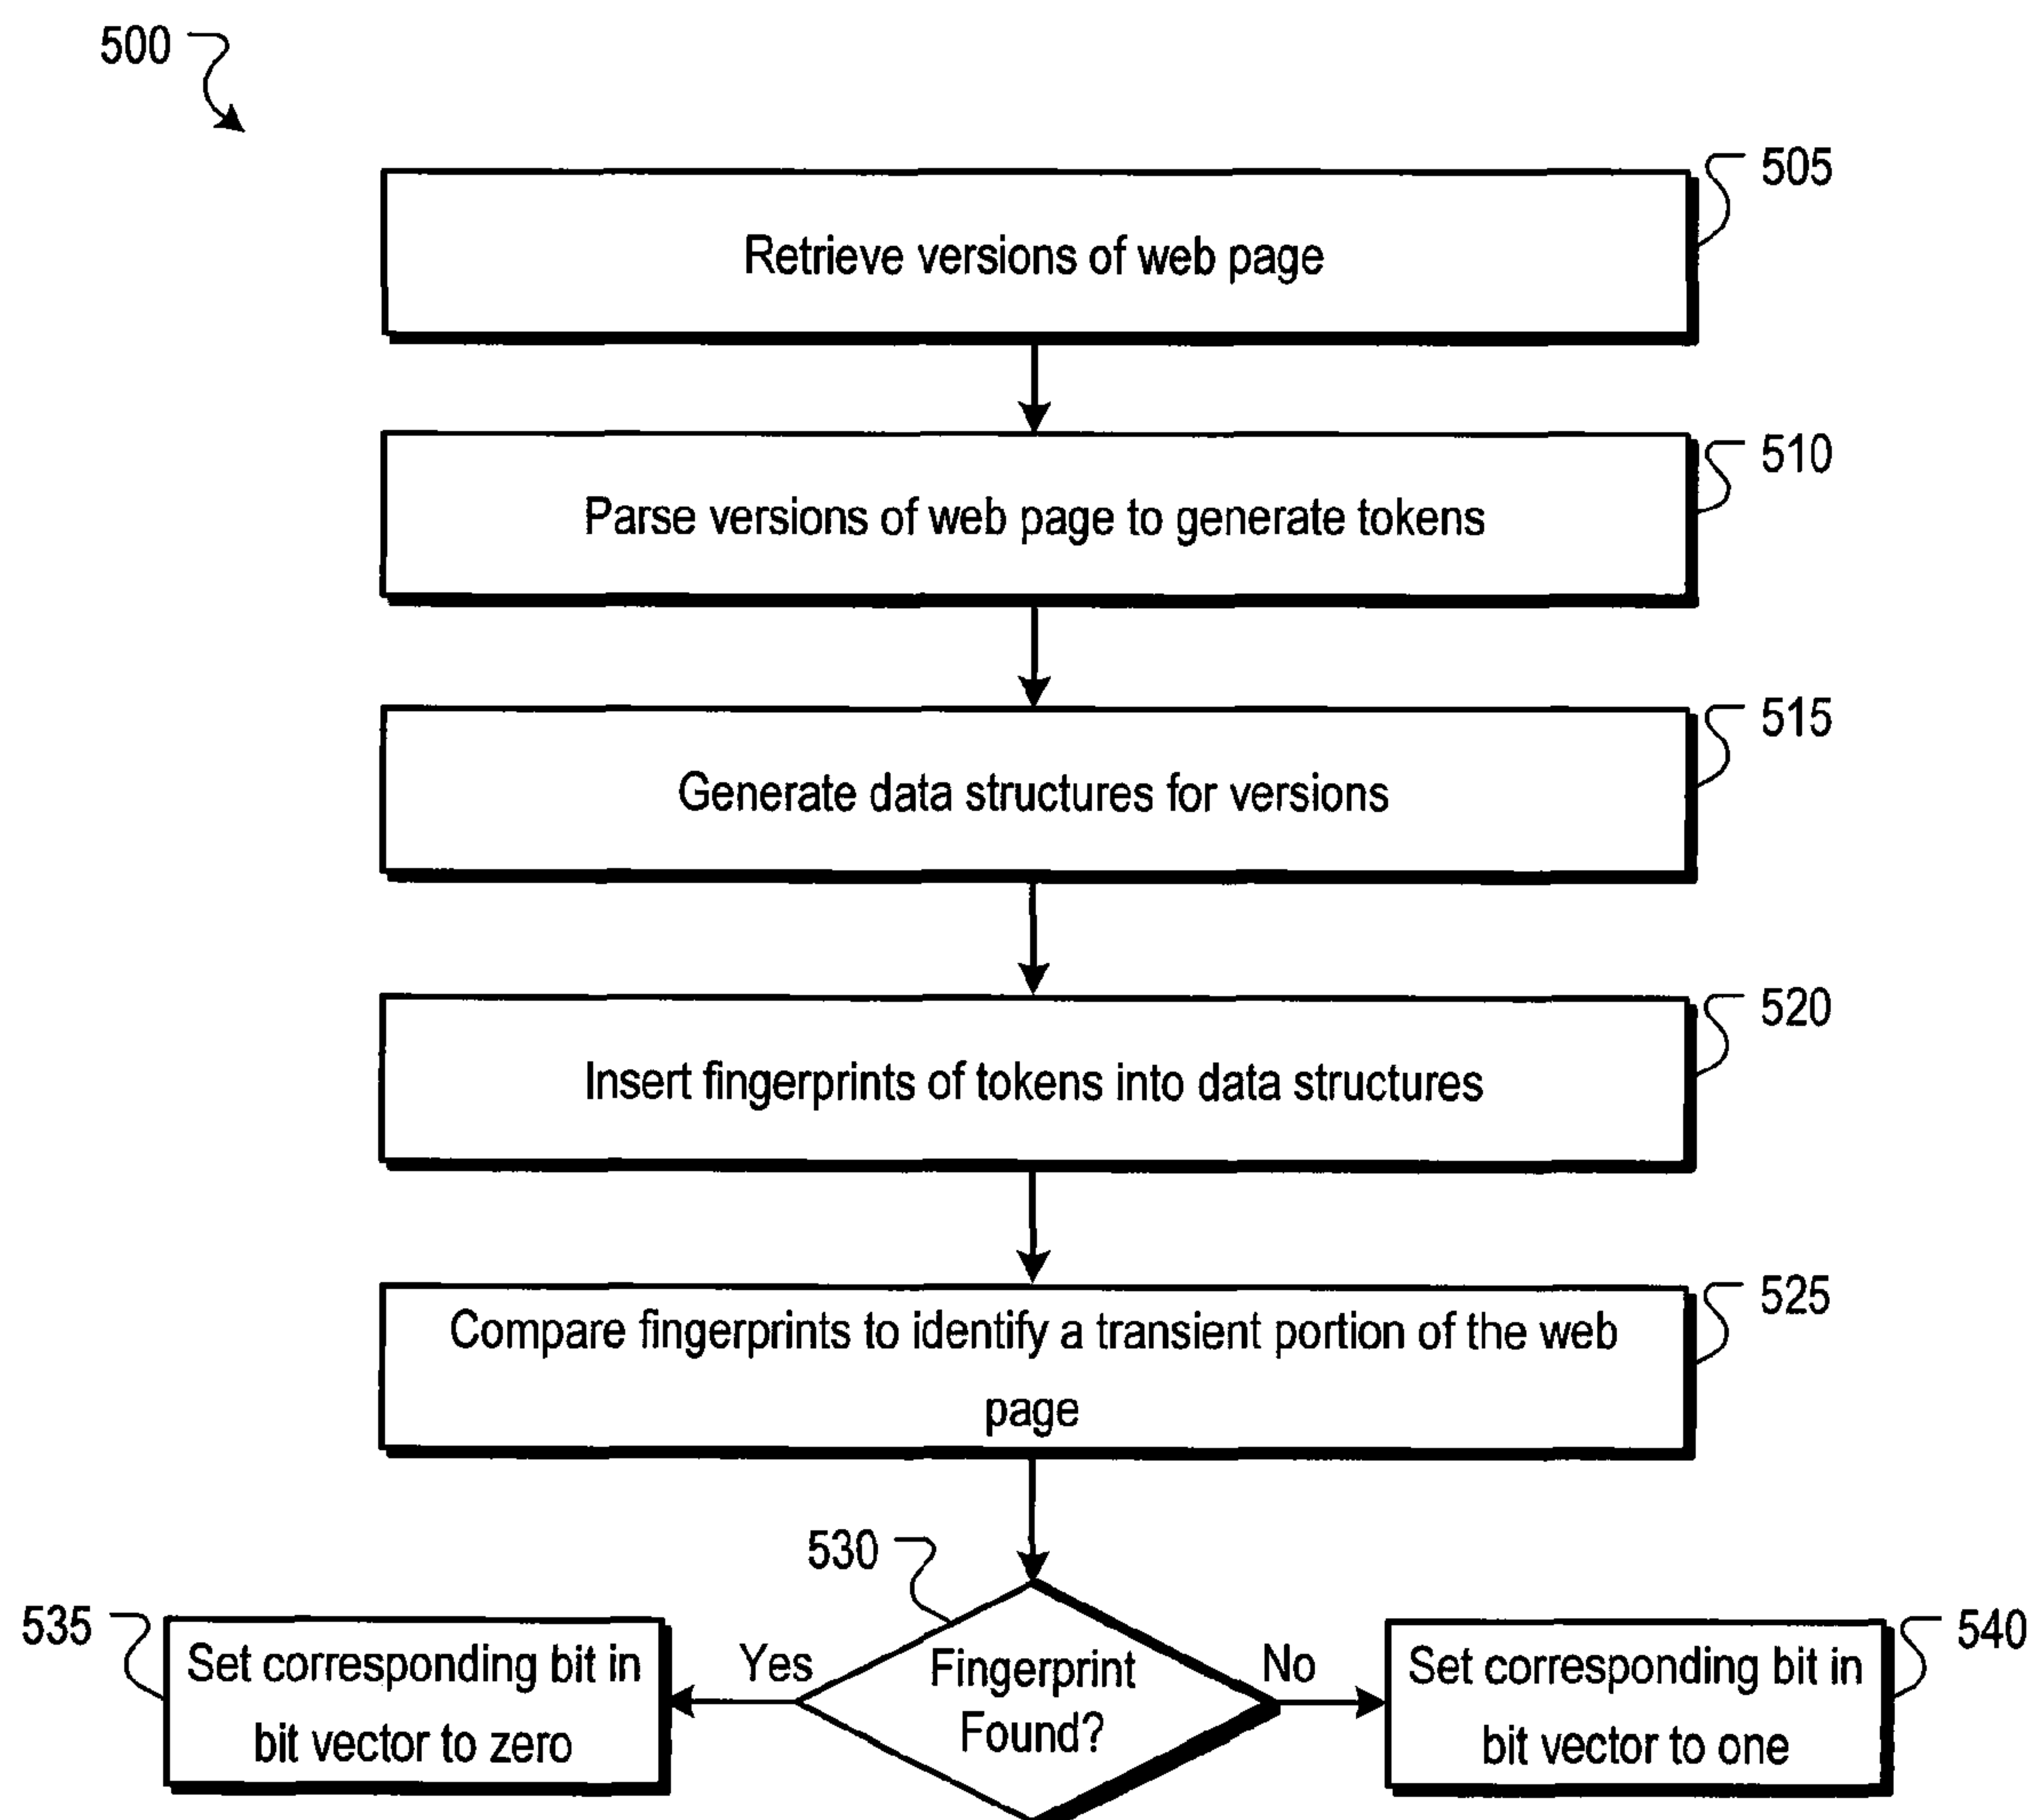 500
505
Retrieve versions of web page
510
Parse versions of web page to generate tokens
515
Generate data structures for versions
520
Insert fingerprints of tokens into data structures
525
Compare fingerprints to identify a transient portion of the web
page
530
535
Set corresponding bit in
bit vector to zero
Yes
Fingerprint
Found?
No
540
Set corresponding bit in
bit vector to one